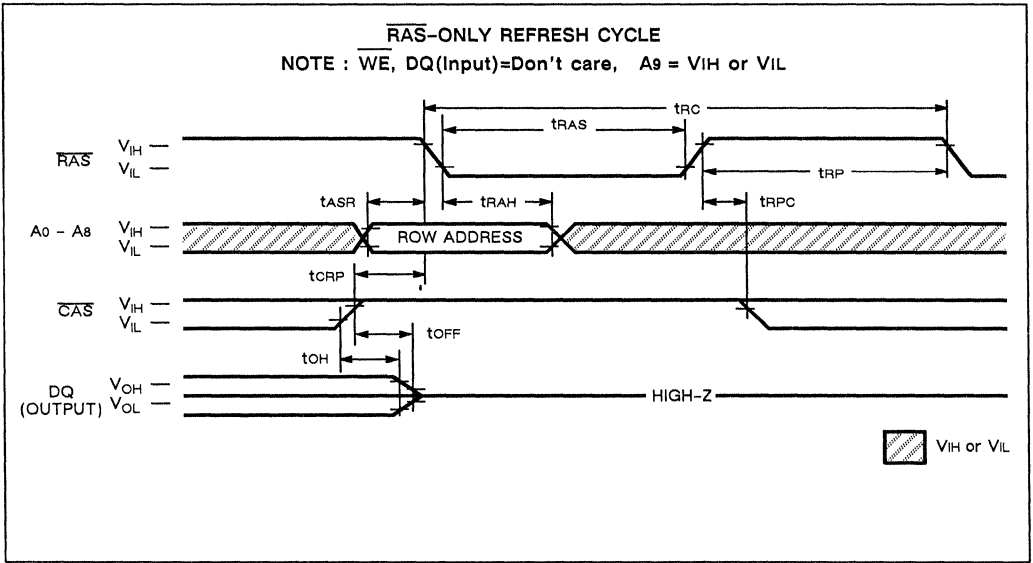 RAS-ONLY REFRESH CYCLE
NOTE : WE, DQ(Input)=Don't care, A9 = VIH or VIL
tRC
tRAS
RAS
VIH
VIL
tRP
tASR
tRAH
tRPC
A0 - A8
VIH
VIL
ROW ADDRESS
tCRP
CAS
VIH
VIL
tOFF
tOH
DQ
(OUTPUT)
VOH
VOL
HIGH-Z
VIH or VIL